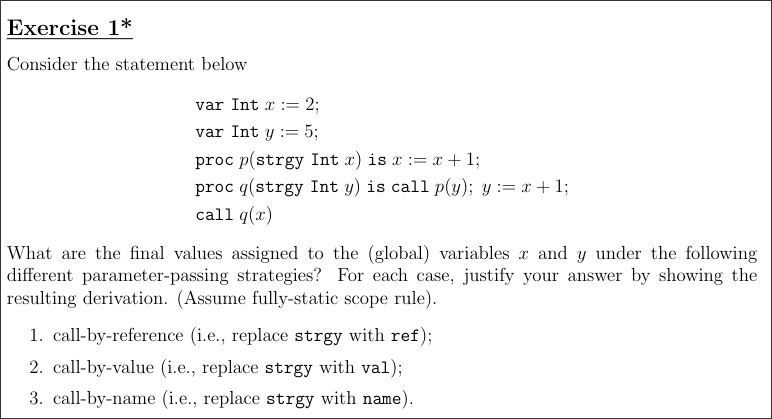 Exercise 1*
Consider the statement below
var Int x := 2;
var Int y := 5;
proc p(strgy Int x) is x := x + 1;
proc q(strgy Int y) is call p(y); y := x + 1;
call q(x)
What are the final values assigned to the (global) variables x and y under the following
different parameter-passing strategies? For each case, justify your answer by showing the
resulting derivation. (Assume fully-static scope rule).
1. call-by-reference (i.e., replace strgy with ref);
2. call-by-value (i.e., replace strgy with val);
3. call-by-name (i.e., replace strgy with name).